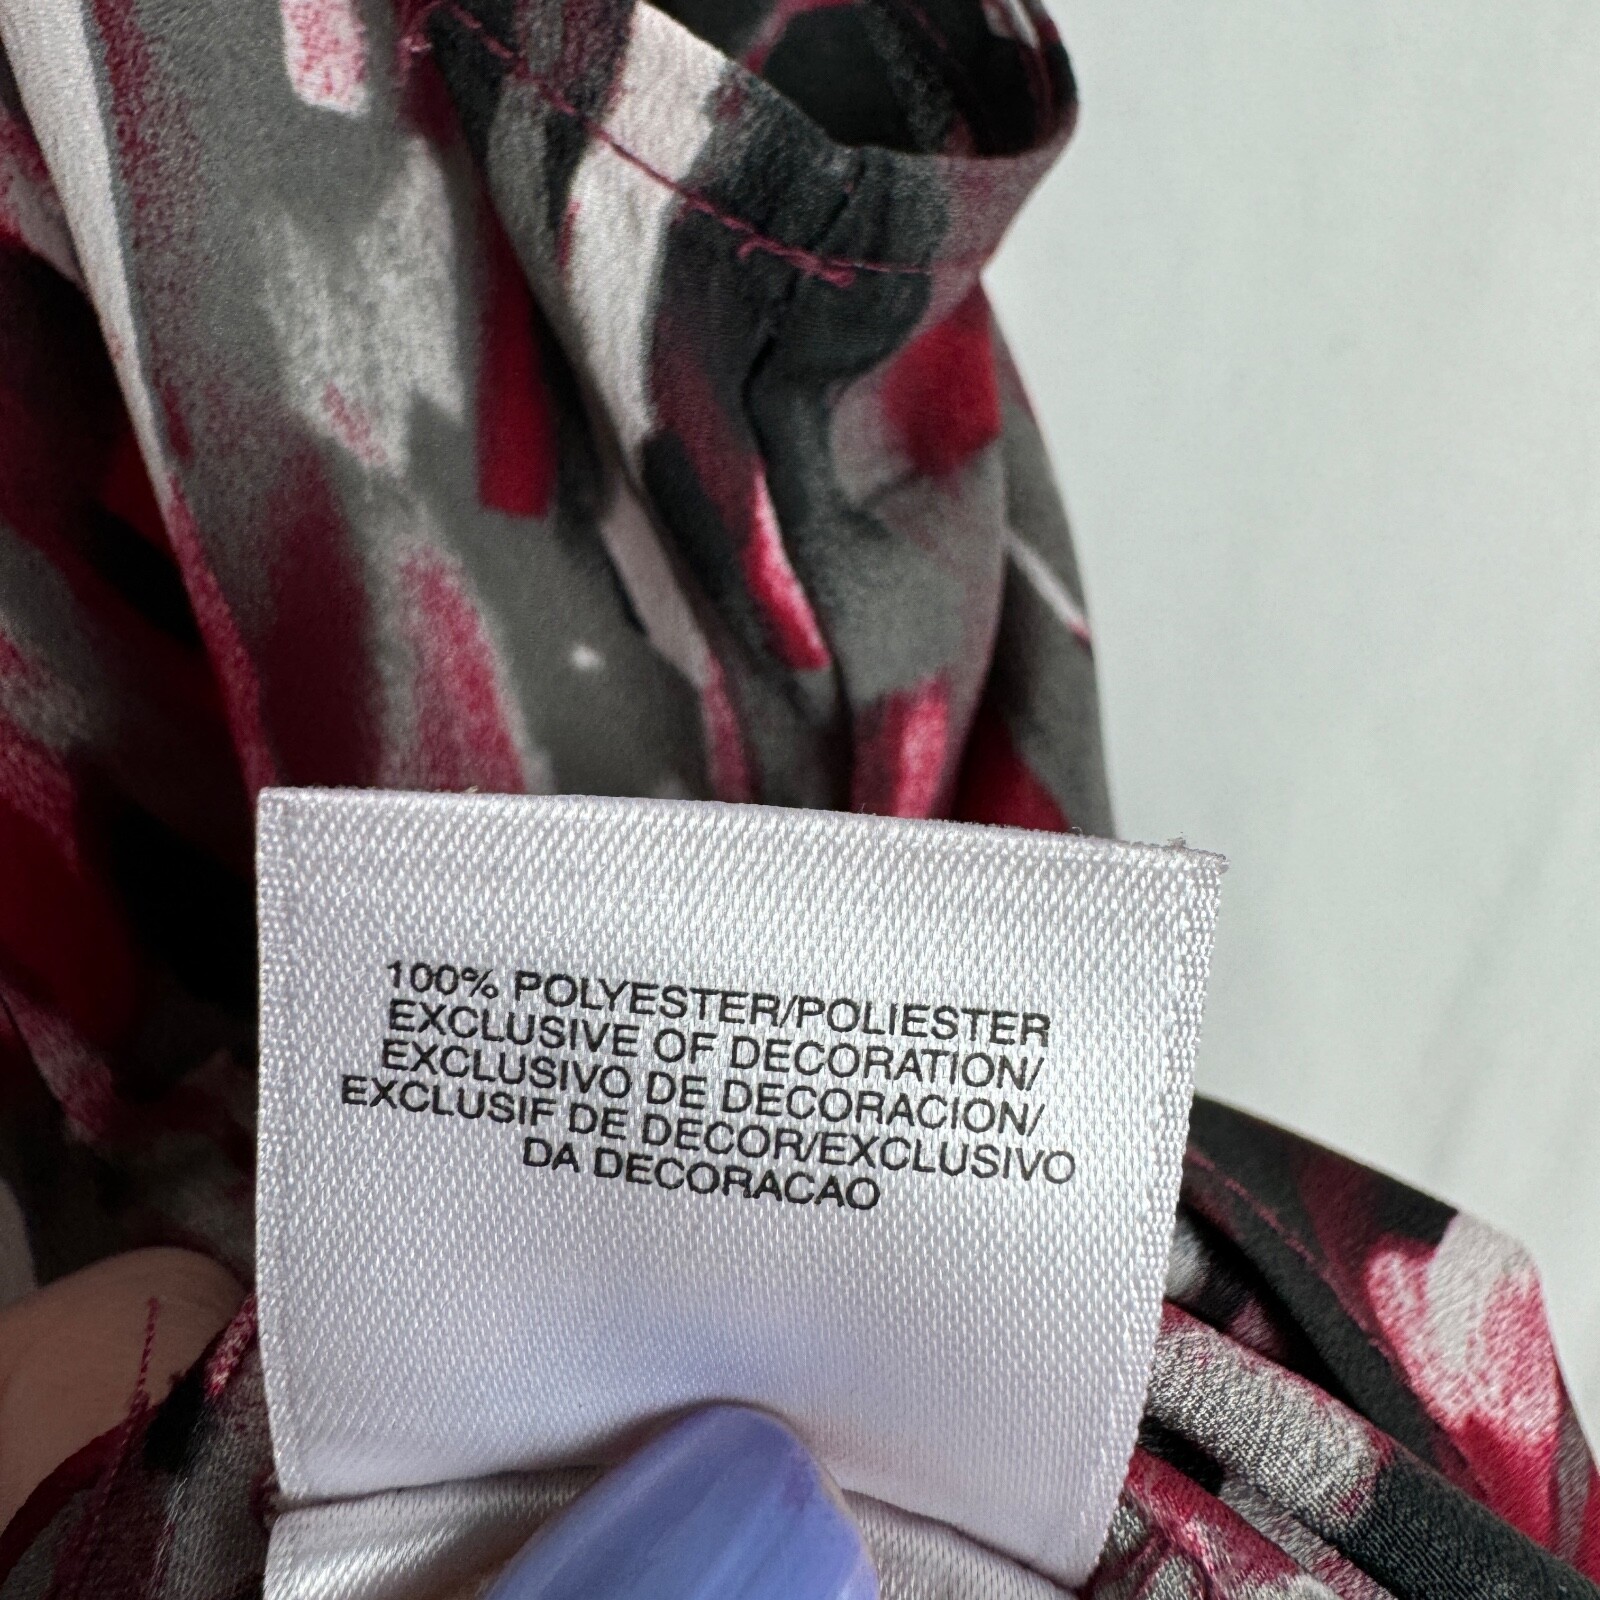 100% POLYESTER/POLIESTER
EXCLUSIVE OF DECORATION/
EXCLUSIVO DE DECORACION/
EXCLUSIF DE DECOR/EXCLUSIVO
DA DECORACAO